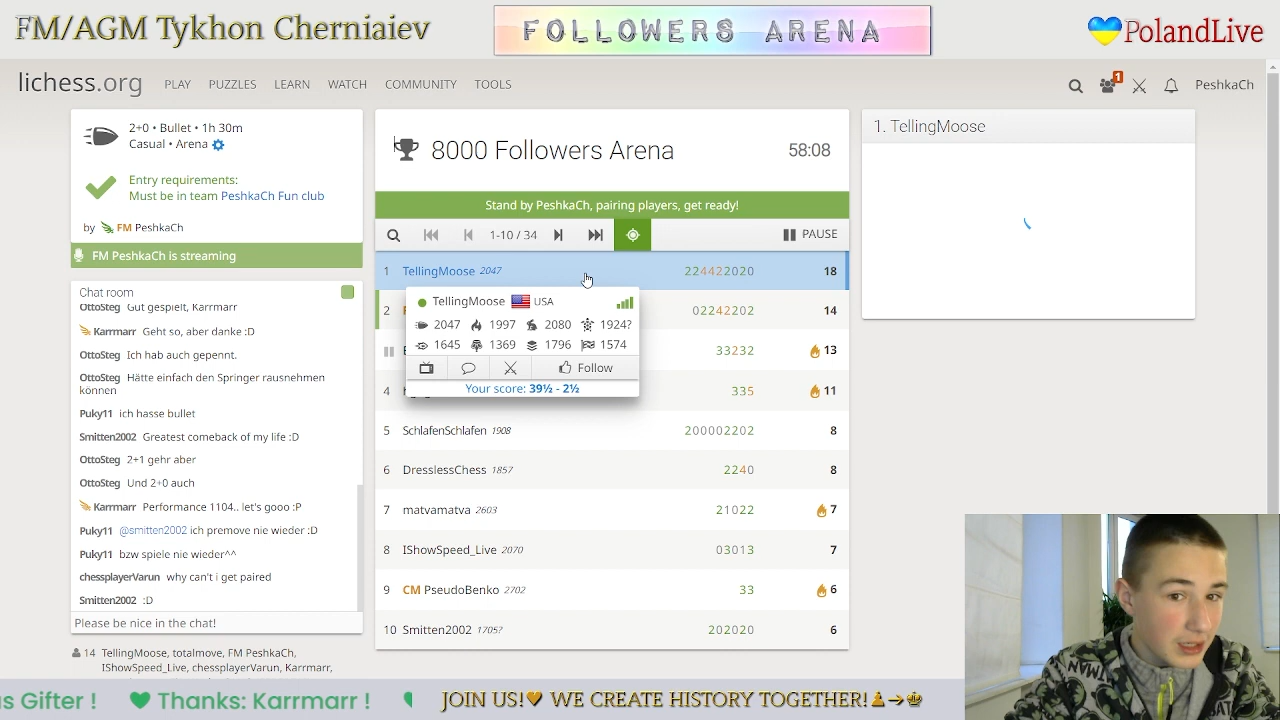 FM/AGM Tykhon Cherniaiev
FOLLOWERS ARENA
PolandLive
lichess.org
PLAY PUZZLES LEARN WATCH COMMUNITY TOOLS
1
PeshkaCh
2+0 • Bullet • 1h 30m
Casual • Arena
Entry requirements:
Must be in team PeshkaCh Fun club
by FM PeshkaCh
FM PeshkaCh is streaming
Chat room
OttoSteg Gut gespielt, Karrmarr
Karrmarr Geht so, aber danke :D
OttoSteg Ich hab auch gepennt.
OttoSteg Hätte einfach den Springer rausnehmen
können
Puky11 ich hasse bullet
Smitten2002 Greatest comeback of my life :D
OttoSteg 2+1 gehr aber
OttoSteg Und 2+0 auch
Karrmarr Performance 1104.. let's gooo :P
Puky11 @smitten2002 ich premove nie wieder :D
Puky11 bzw spiele nie wieder^^
chessplayerVarun why can't i get paired
Smitten2002 :D
Please be nice in the chat!
14 TellingMoose, totalmove, FM PeshkaCh,
IShowSpeed_Live, chessplayerVarun, Karrmarr,
8000 Followers Arena 58:08
Stand by PeshkaCh, pairing players, get ready!
1-10 / 34 PAUSE
1 TellingMoose 2047 224422020 18
TellingMoose USA
2047 1997 2080 1924?
1645 1369 1796 1574
Follow
Your score: 39½ - 2½
2 02242202 14
33232 13
4 335 11
5 SchlafenSchlafen 1908 200002202 8
6 DresslessChess 1857 2240 8
7 matvamatva 2603 21022 7
8 IShowSpeed_Live 2070 03013 7
9 CM PseudoBenko 2702 33 6
10 Smitten2002 1705? 202020 6
1. TellingMoose
s Gifter ! Thanks: Karrmarr !
JOIN US! WE CREATE HISTORY TOGETHER!